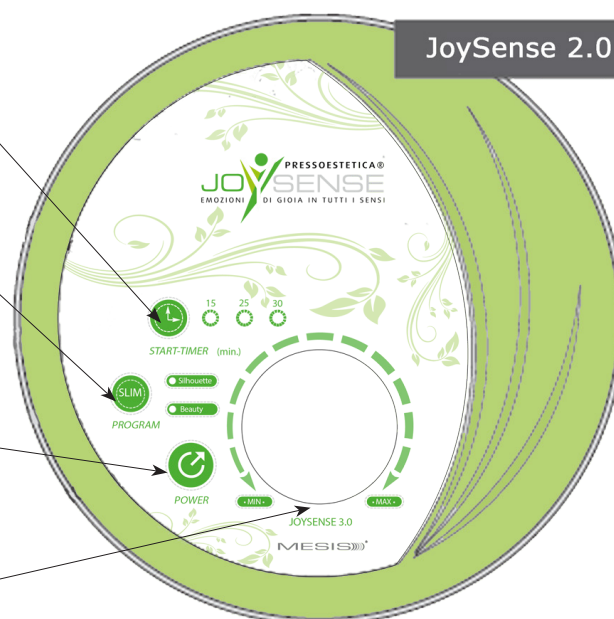 JoySense 2.0
PRESSOESTETICA®
JOYSENSE
EMOZIONI DI GIOIA IN TUTTI I SENSI
15 25 30
START-TIMER (min.)
SLIM
Silhouette
Beauty
PROGRAM
POWER
• MIN •
• MAX •
JOYSENSE 3.0
MESIS